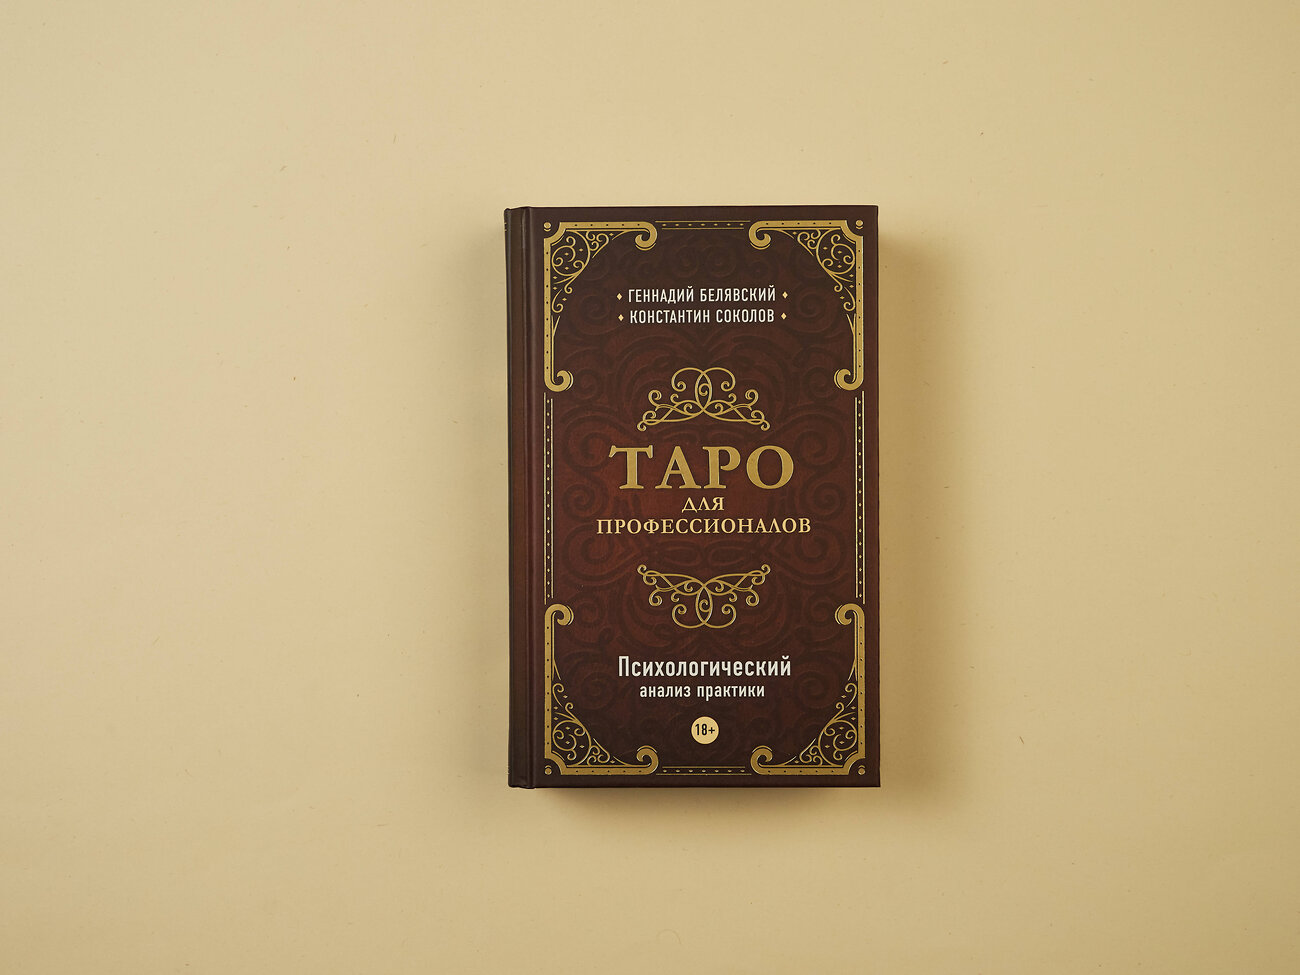 ГЕННАДИЙ БЕЛЯВСКИЙ
КОНСТАНТИН СОКОЛОВ
ТАРО
ДЛЯ
ПРОФЕССИОНАЛОВ
Психологический
анализ практики
18+